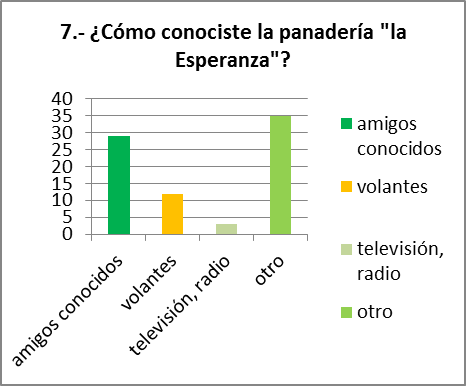 7.- ¿Cómo conociste la panadería "la
Esperanza"?
40
35
30
25
20
15
10
5
0
amigos conocidos
volantes
televisión, radio
otro
amigos
conocidos
volantes
televisión,
radio
otro